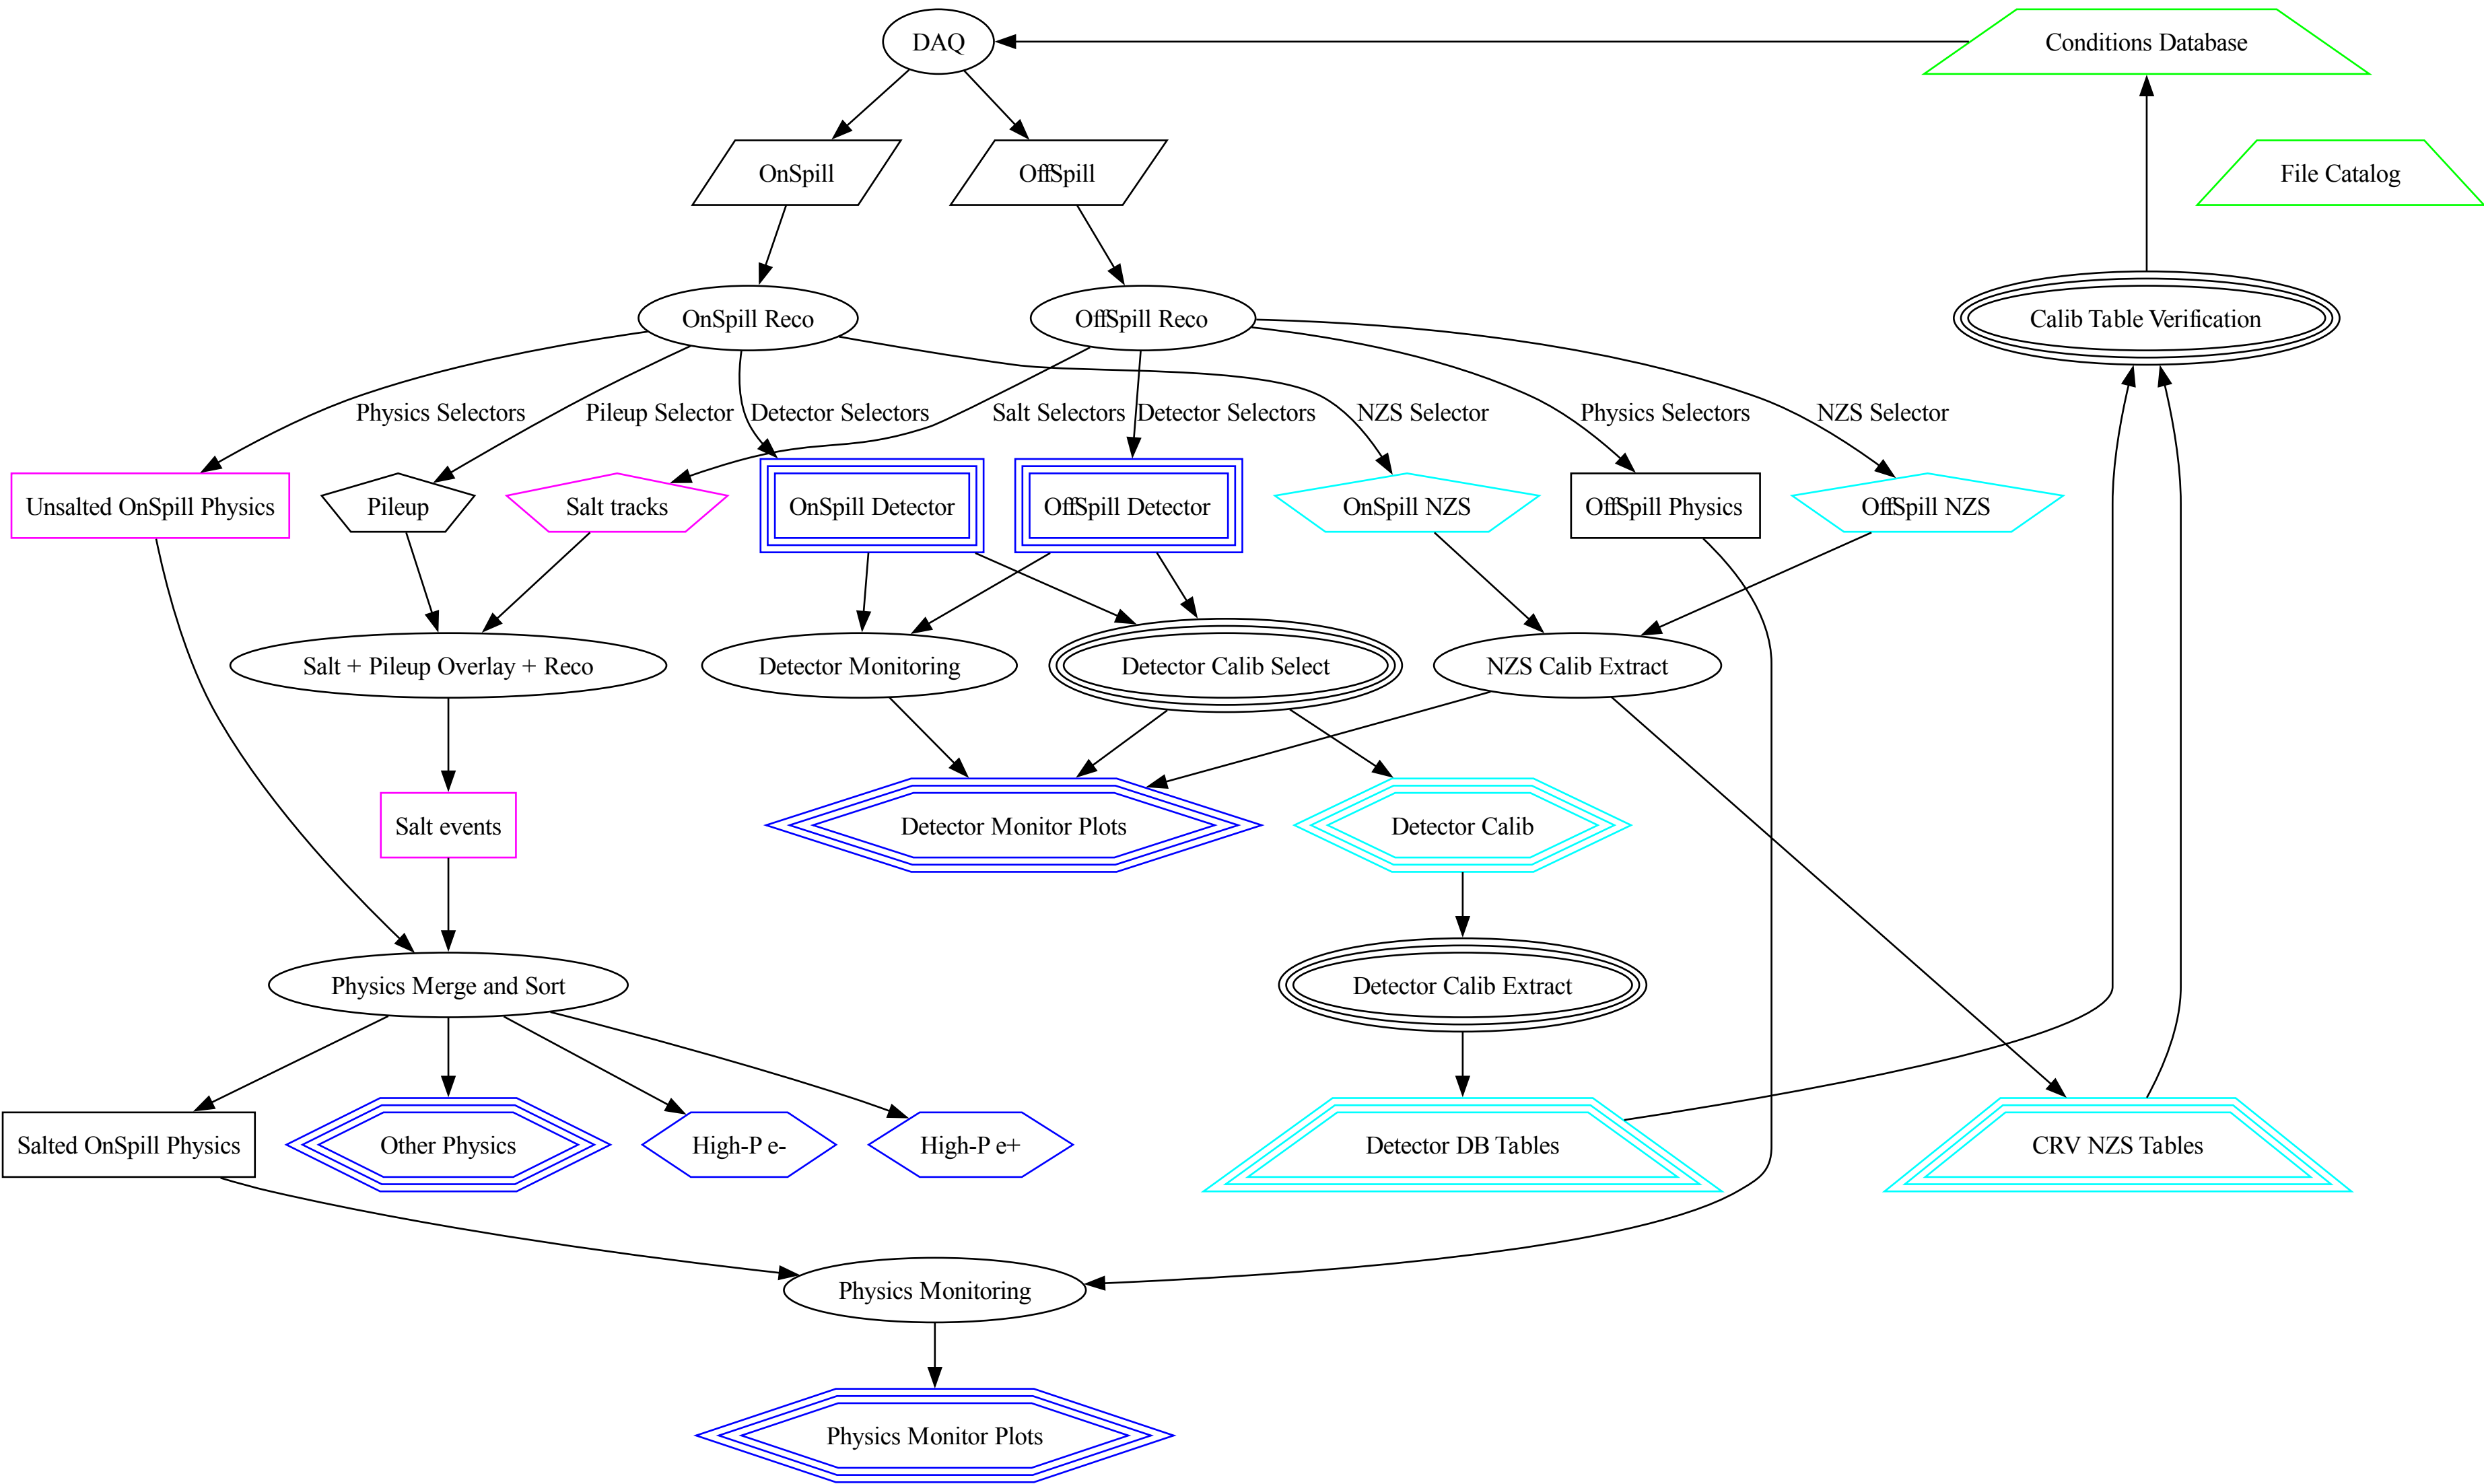 DAQ
Conditions Database
OnSpill
OffSpill
File Catalog
OnSpill Reco
OffSpill Reco
Calib Table Verification
Physics Selectors
Pileup Selector
Detector Selectors
Salt Selectors
Detector Selectors
NZS Selector
Physics Selectors
NZS Selector
Unsalted OnSpill Physics
Pileup
Salt tracks
OnSpill Detector
OffSpill Detector
OnSpill NZS
OffSpill Physics
OffSpill NZS
Salt + Pileup Overlay + Reco
Detector Monitoring
Detector Calib Select
NZS Calib Extract
Salt events
Detector Monitor Plots
Detector Calib
Physics Merge and Sort
Detector Calib Extract
Salted OnSpill Physics
Other Physics
High-P e-
High-P e+
Detector DB Tables
CRV NZS Tables
Physics Monitoring
Physics Monitor Plots